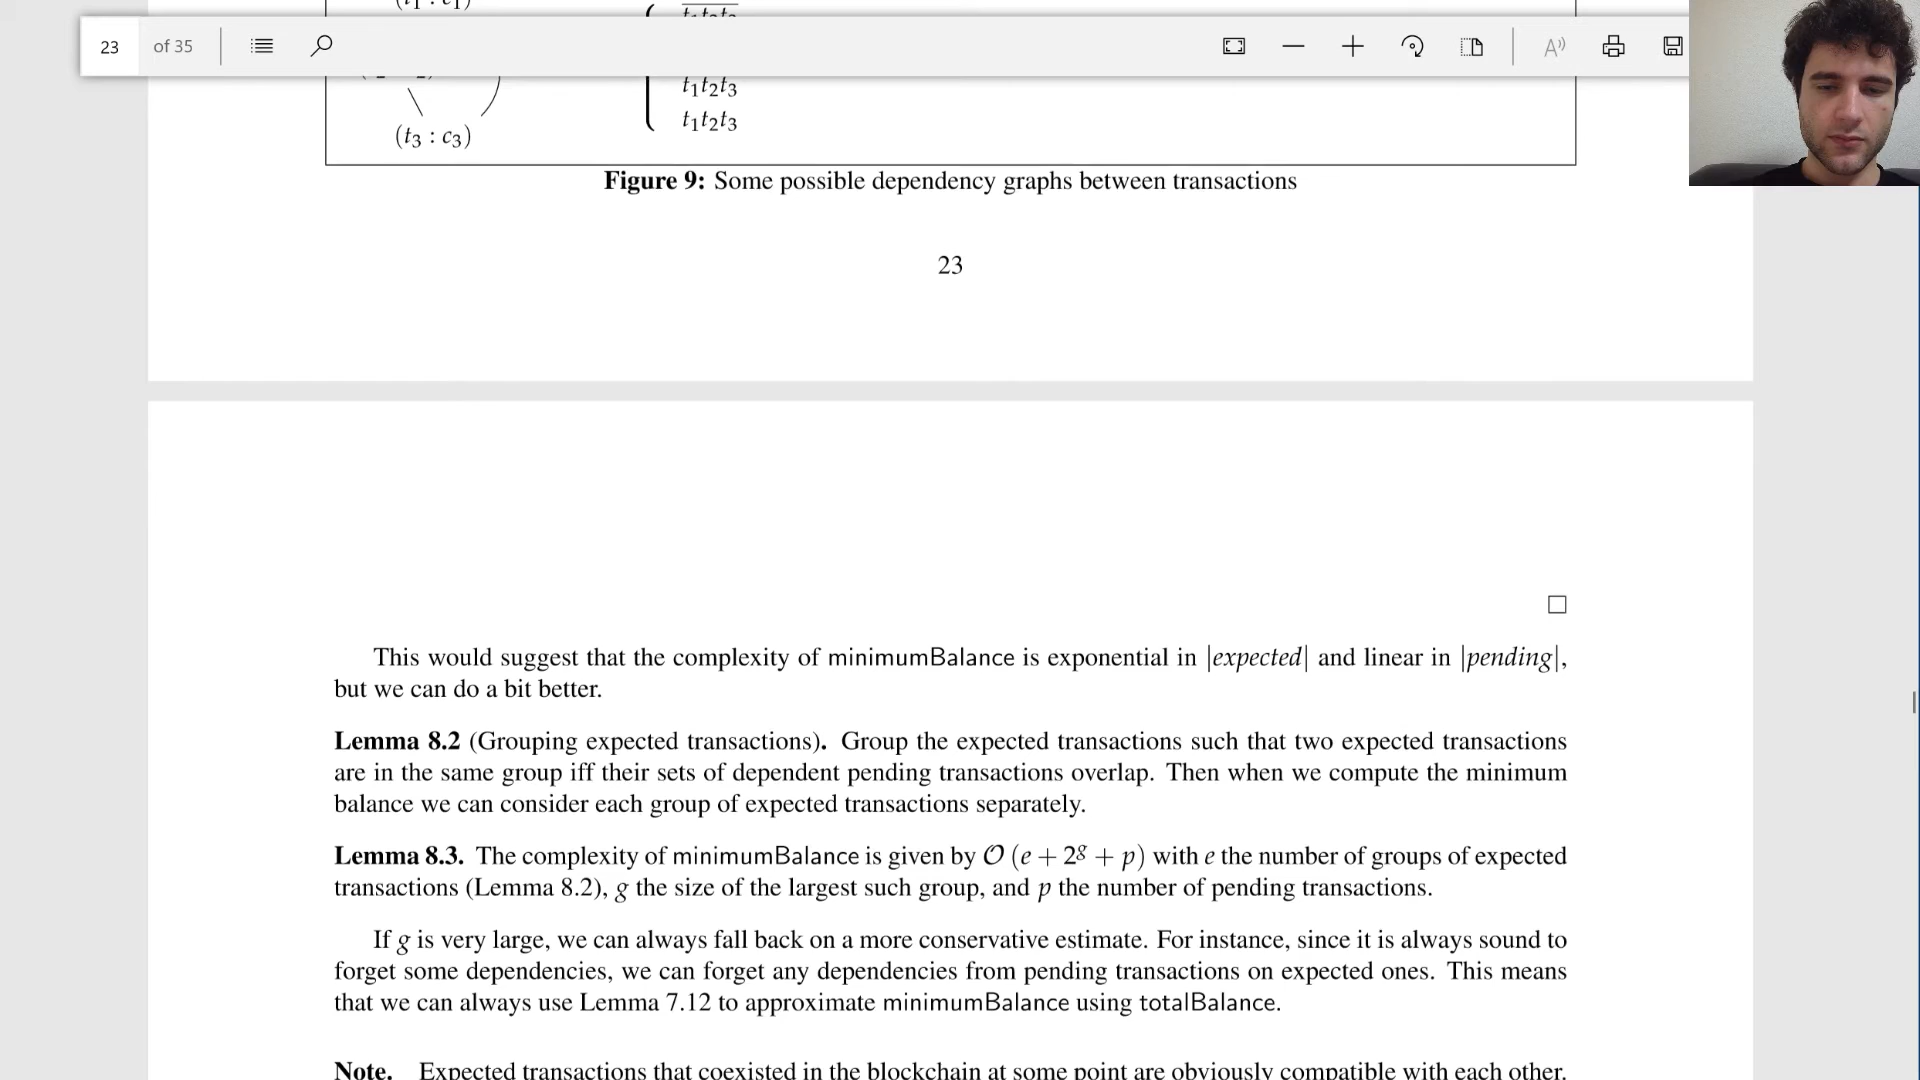 23 of 35
t₁t₂t₃
(t₃ : c₃)
t₁t₂t₃
Figure 9: Some possible dependency graphs between transactions
23
□
This would suggest that the complexity of minimumBalance is exponential in |expected| and linear in |pending|,
but we can do a bit better.
Lemma 8.2 (Grouping expected transactions). Group the expected transactions such that two expected transactions
are in the same group iff their sets of dependent pending transactions overlap. Then when we compute the minimum
balance we can consider each group of expected transactions separately.
Lemma 8.3. The complexity of minimumBalance is given by 𝒪 (e + 2ᵍ + p) with e the number of groups of expected
transactions (Lemma 8.2), g the size of the largest such group, and p the number of pending transactions.
If g is very large, we can always fall back on a more conservative estimate. For instance, since it is always sound to
forget some dependencies, we can forget any dependencies from pending transactions on expected ones. This means
that we can always use Lemma 7.12 to approximate minimumBalance using totalBalance.
Note. Expected transactions that coexisted in the blockchain at some point are obviously compatible with each other.